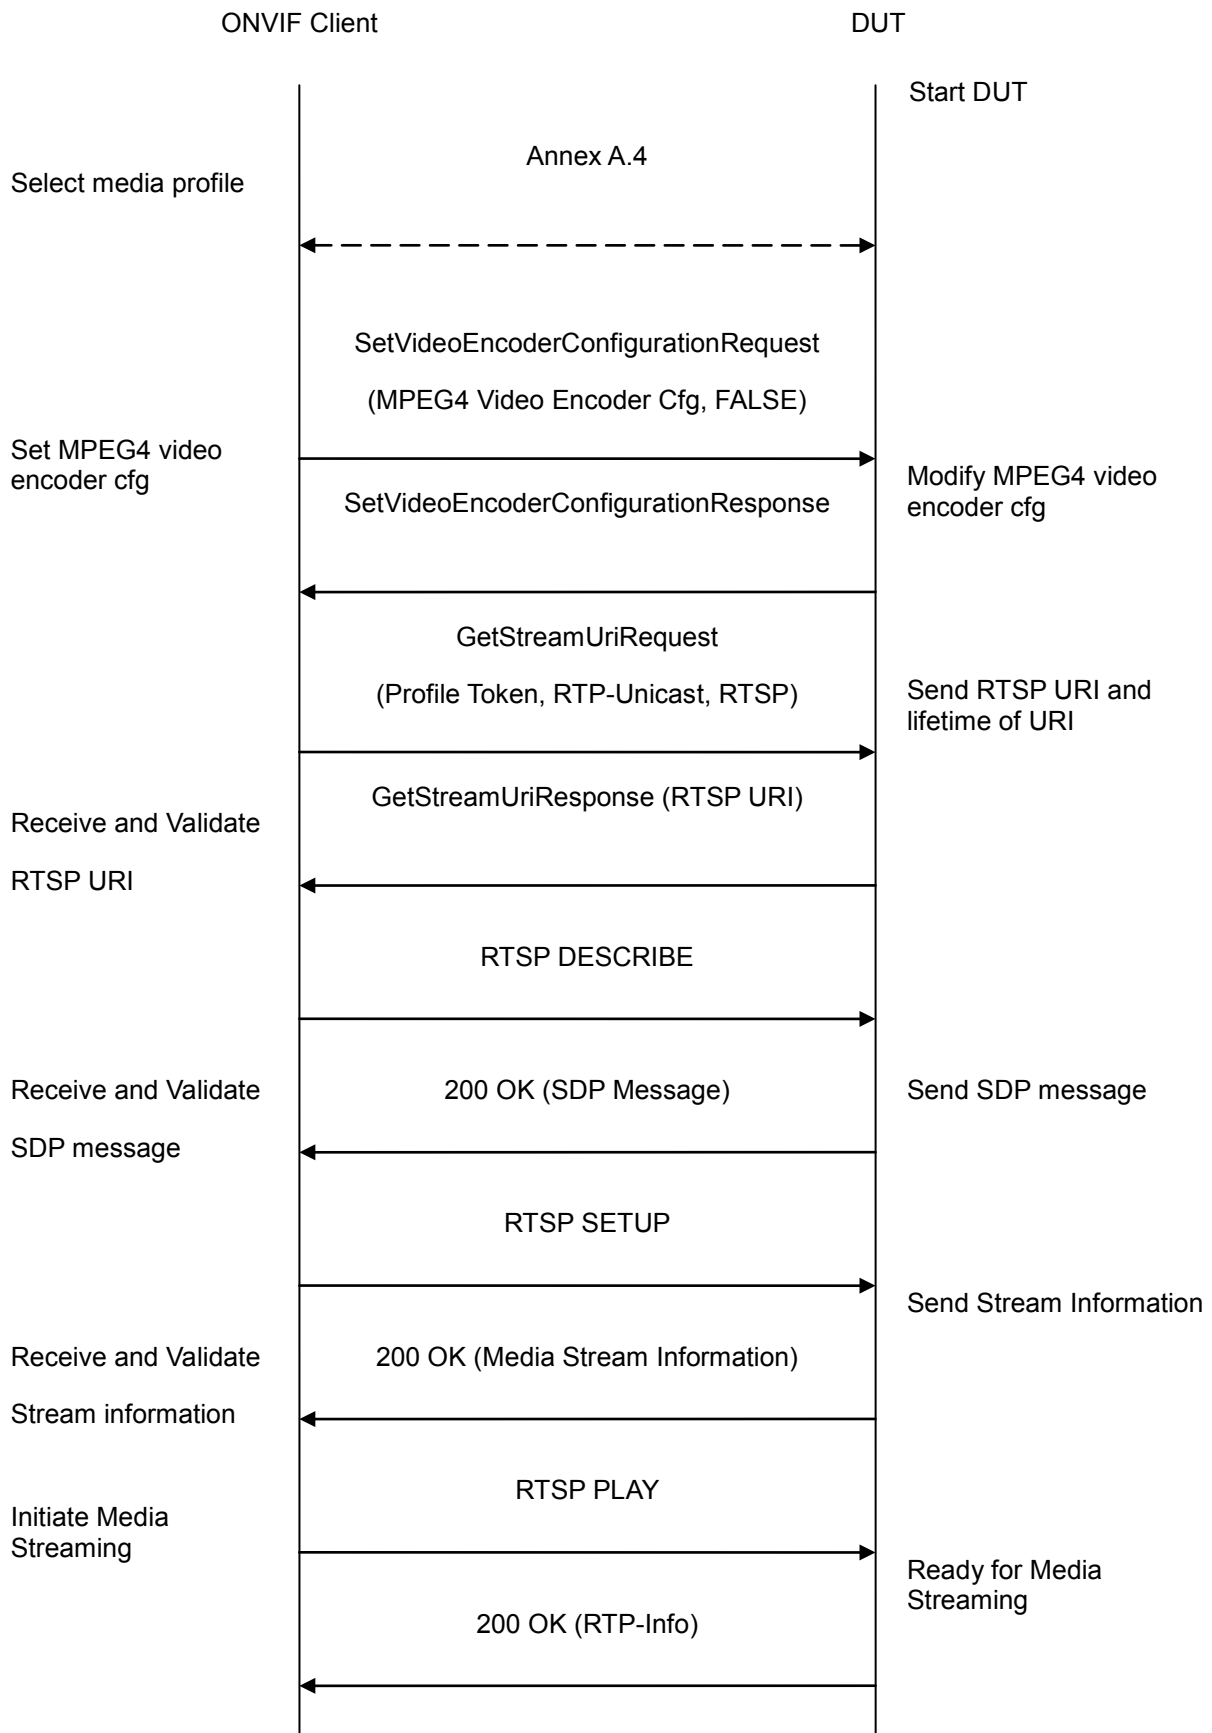 ONVIF Client
DUT
Start DUT
Annex A.4
Select media profile
SetVideoEncoderConfigurationRequest
(MPEG4 Video Encoder Cfg, FALSE)
Set MPEG4 video
encoder cfg
Modify MPEG4 video
encoder cfg
SetVideoEncoderConfigurationResponse
GetStreamUriRequest
(Profile Token, RTP-Unicast, RTSP)
Send RTSP URI and
lifetime of URI
GetStreamUriResponse (RTSP URI)
Receive and Validate
RTSP URI
RTSP DESCRIBE
Receive and Validate
SDP message
200 OK (SDP Message)
Send SDP message
RTSP SETUP
Send Stream Information
Receive and Validate
Stream information
200 OK (Media Stream Information)
RTSP PLAY
Initiate Media
Streaming
Ready for Media
Streaming
200 OK (RTP-Info)